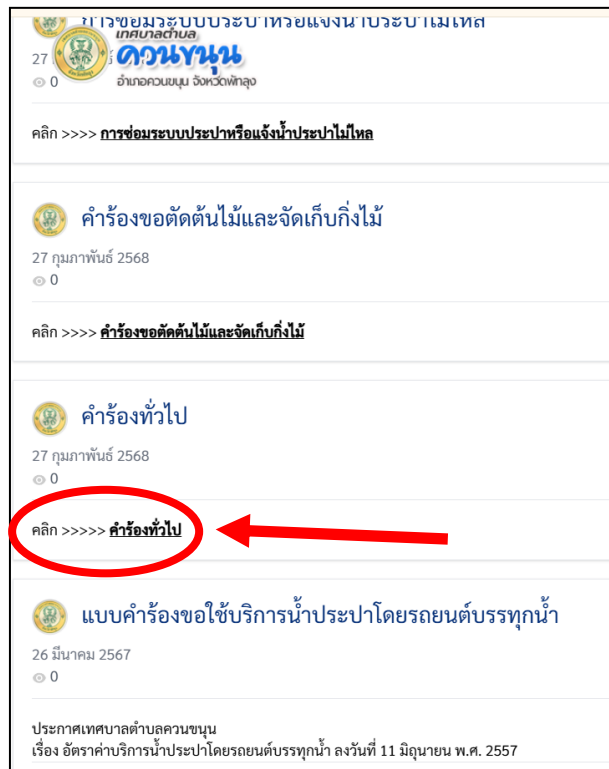 การซ่อมระบบประปาหรือแจ้งน้ำประปาไม่ไหล
เทศบาลตำบล
ควนขนุน
อำเภอควนขนุน จังหวัดพัทลุง
27
0
คลิก >>>> การซ่อมระบบประปาหรือแจ้งน้ำประปาไม่ไหล
คำร้องขอตัดต้นไม้และจัดเก็บกิ่งไม้
27 กุมภาพันธ์ 2568
0
คลิก >>>> คำร้องขอตัดต้นไม้และจัดเก็บกิ่งไม้
คำร้องทั่วไป
27 กุมภาพันธ์ 2568
0
คลิก >>>>> คำร้องทั่วไป
แบบคำร้องขอใช้บริการน้ำประปาโดยรถยนต์บรรทุกน้ำ
26 มีนาคม 2567
0
ประกาศเทศบาลตำบลควนขนุน
เรื่อง อัตราค่าบริการน้ำประปาโดยรถยนต์บรรทุกน้ำ ลงวันที่ 11 มิถุนายน พ.ศ. 2557